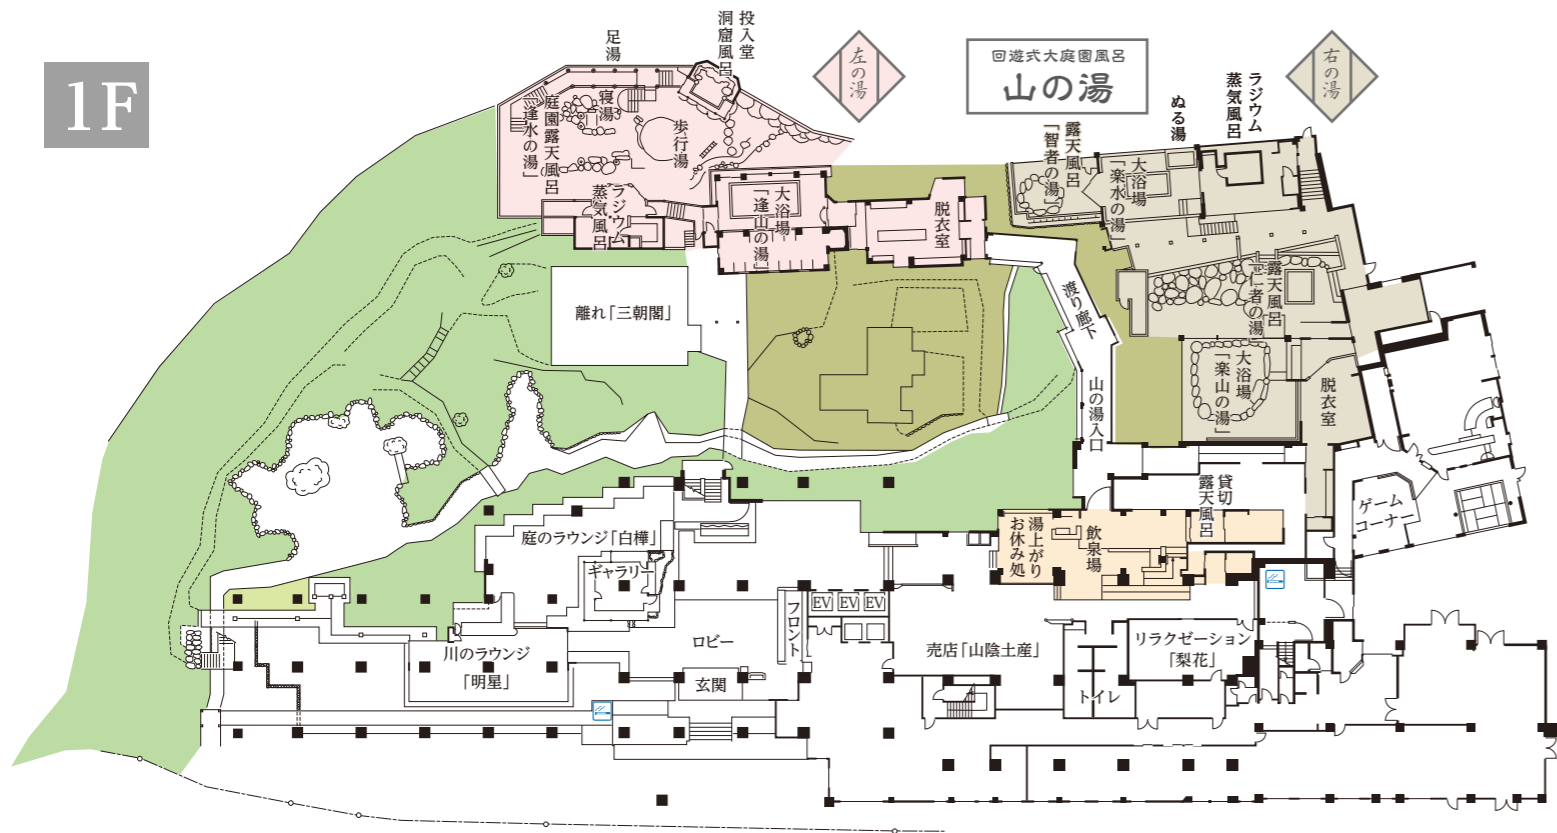 1F
足湯
投入堂
洞窟風呂
左の湯
回遊式大庭園風呂
山の湯
右の湯
ラジウム
蒸気風呂
ぬる湯
寝湯
庭園露天風呂
「逢水の湯」
歩行湯
ラジウム
蒸気風呂
大浴場
「逢山の湯」
脱衣室
露天風呂
「智者の湯」
大浴場
「楽水の湯」
露天風呂
「仁者の湯」
大浴場
「楽山の湯」
脱衣室
離れ「三朝閣」
渡り廊下
山の湯入口
貸切
露天風呂
ゲーム
コーナー
湯上がり
お休み処
飲泉場
庭のラウンジ「白樺」
ギャラリー
EV
EV
EV
フロント
ロビー
玄関
川のラウンジ
「明星」
売店「山陰土産」
リラクゼーション
「梨花」
トイレ